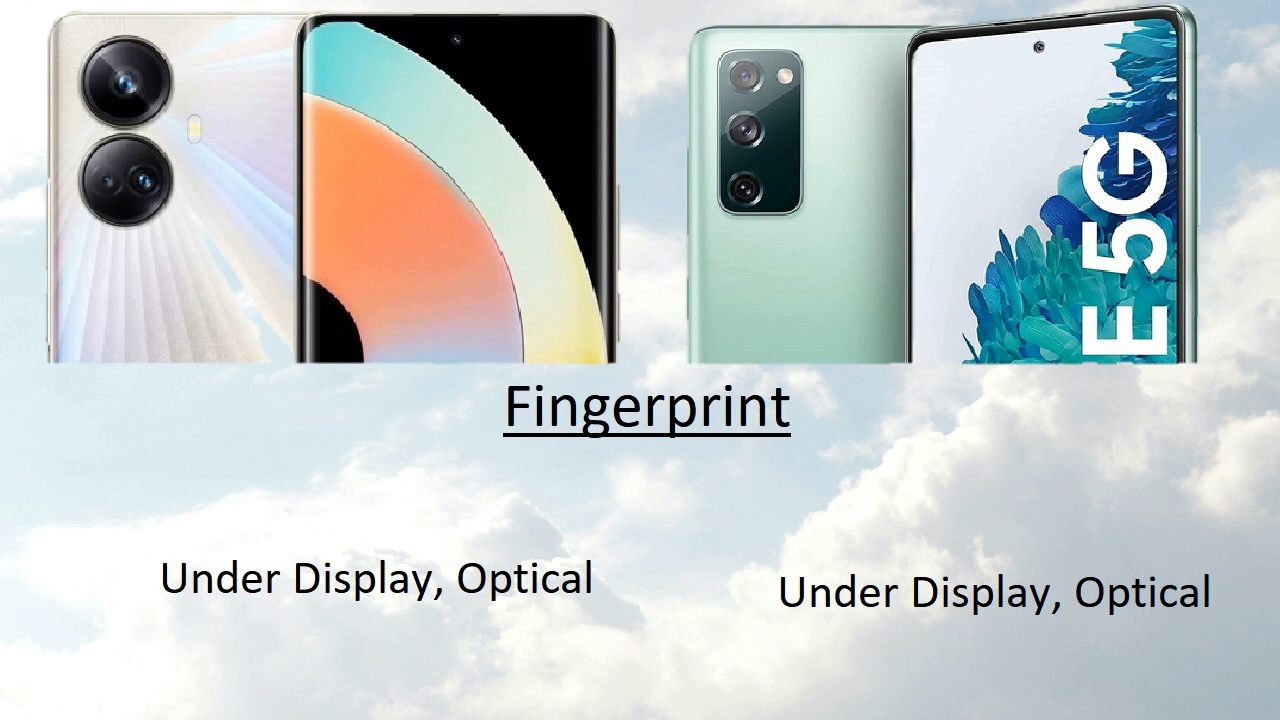 E 5G
Fingerprint
Under Display, Optical
Under Display, Optical